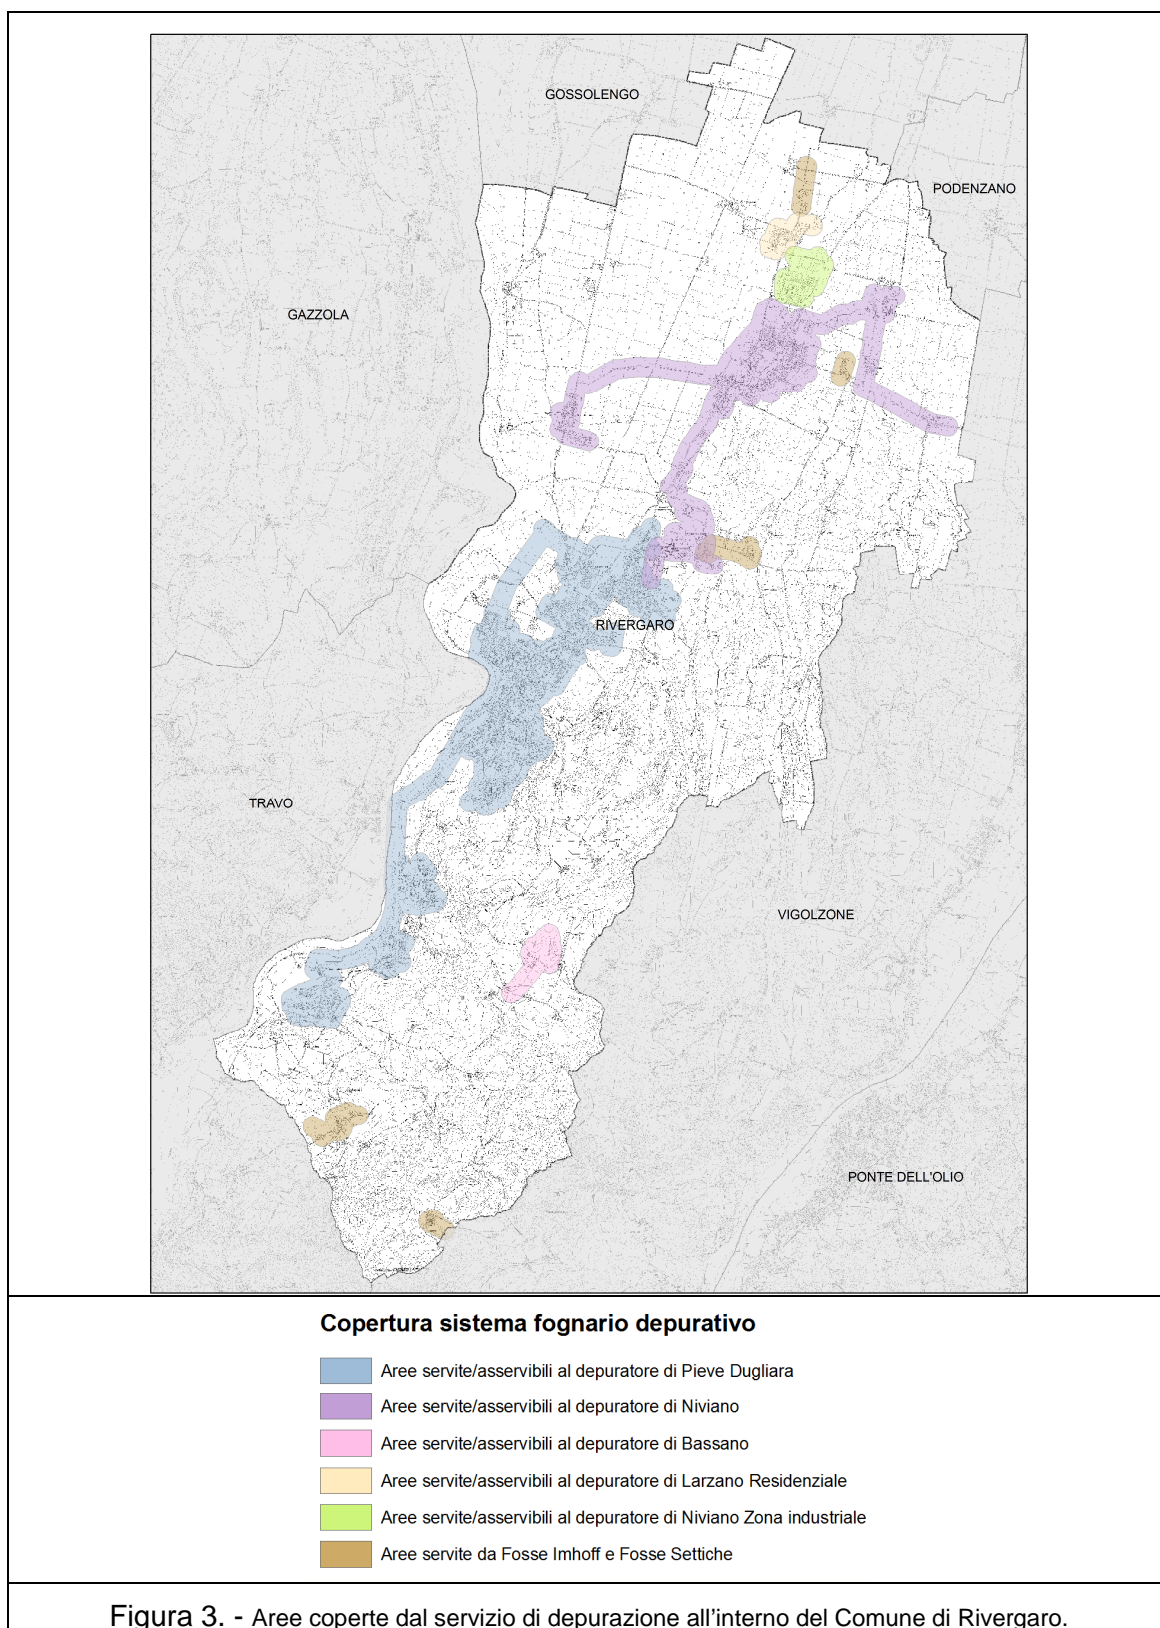 GOSSOLENGO
PODENZANO
GAZZOLA
RIVERGARO
TRAVO
VIGOLZONE
PONTE DELL'OLIO
Copertura sistema fognario depurativo
Aree servite/asservibili al depuratore di Pieve Dugliara
Aree servite/asservibili al depuratore di Niviano
Aree servite/asservibili al depuratore di Bassano
Aree servite/asservibili al depuratore di Larzano Residenziale
Aree servite/asservibili al depuratore di Niviano Zona industriale
Aree servite da Fosse Imhoff e Fosse Settiche
Figura 3. - Aree coperte dal servizio di depurazione all'interno del Comune di Rivergaro.